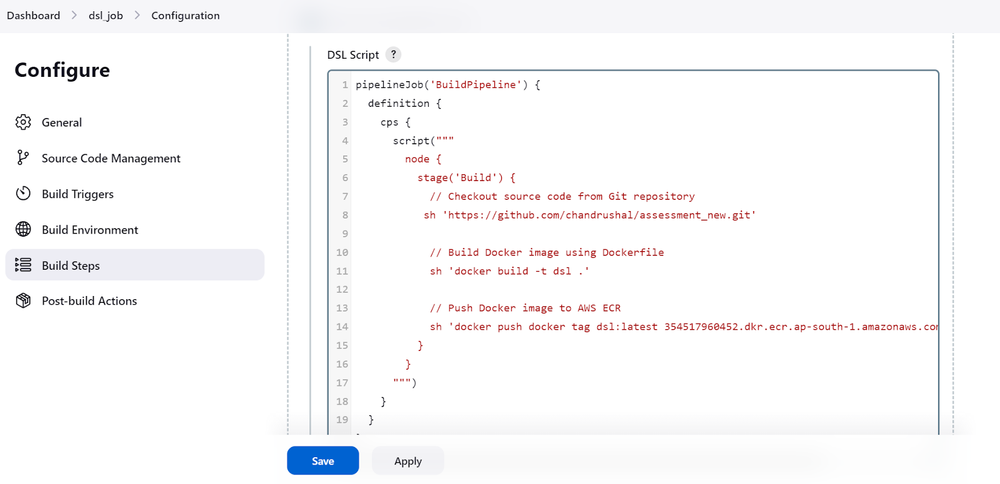 Dashboard > dsl_job > Configuration
Configure
General
Source Code Management
Build Triggers
Build Environment
Build Steps
Post-build Actions
DSL Script ?
1 pipelineJob('BuildPipeline') {
2 definition {
3 cps {
4 script("""
5 node {
6 stage('Build') {
7 // Checkout source code from Git repository
8 sh 'https://github.com/chandrushal/assessment_new.git'
9
10 // Build Docker image using Dockerfile
11 sh 'docker build -t dsl .'
12
13 // Push Docker image to AWS ECR
14 sh 'docker push docker tag dsl:latest 354517960452.dkr.ecr.ap-south-1.amazonaws.com
15 }
16 }
17 """)
18 }
19 }
Save Apply